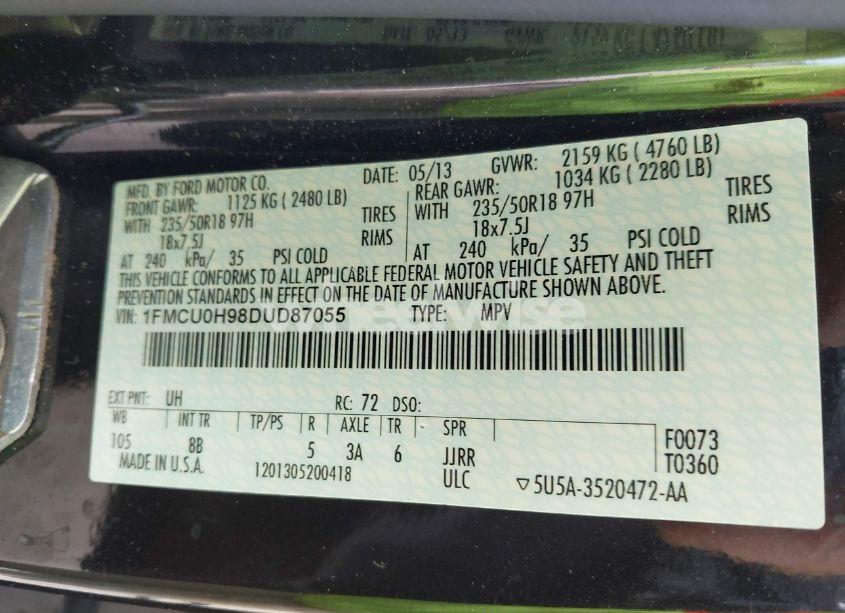 MFD. BY FORD MOTOR CO. DATE: 05/13 GVWR: 2159 KG ( 4760 LB)
FRONT GAWR: 1125 KG ( 2480 LB) REAR GAWR: 1034 KG ( 2280 LB)
WITH 235/50R18 97H TIRES WITH 235/50R18 97H TIRES
18x7.5J RIMS 18x7.5J RIMS
AT 240 kPa/ 35 PSI COLD AT 240 kPa/ 35 PSI COLD
THIS VEHICLE CONFORMS TO ALL APPLICABLE FEDERAL MOTOR VEHICLE SAFETY AND THEFT
PREVENTION STANDARDS IN EFFECT ON THE DATE OF MANUFACTURE SHOWN ABOVE.
VIN: 1FMCU0H98DUD87055 TYPE: MPV
EXT PNT: UH RC: 72 DSO:
WB INT TR TP/PS R AXLE TR SPR F0073
105 8B 5 3A 6 JJRR T0360
MADE IN U.S.A. 1201305200418 ULC ▽5U5A-3520472-AA